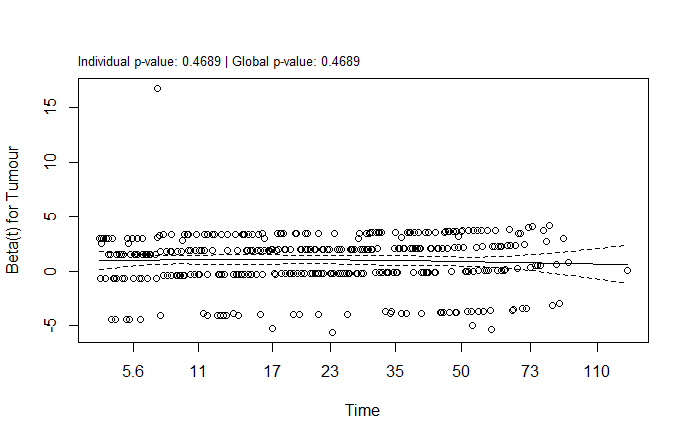 Individual p-value: 0.4689 | Global p-value: 0.4689
Beta(t) for Tumour
15
10
5
0
-5
5.6 11 17 23 35 50 73 110
Time